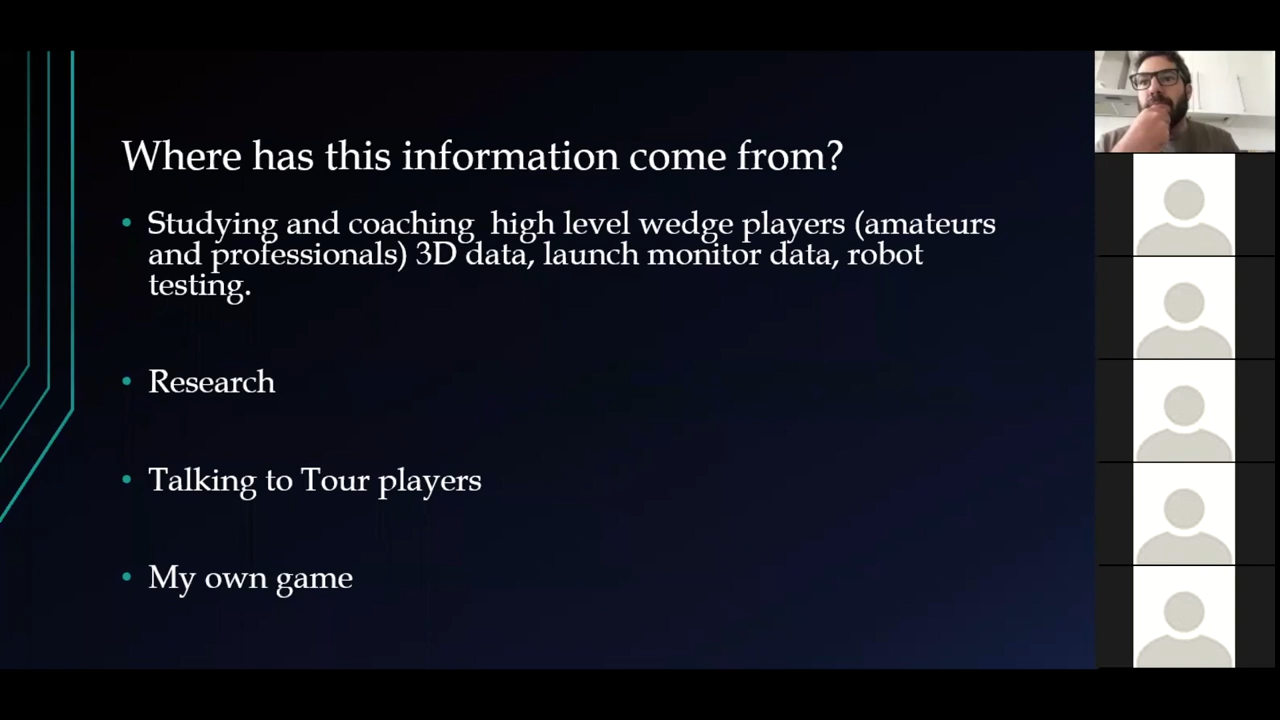 Where has this information come from?
• Studying and coaching  high level wedge players (amateurs
and professionals) 3D data, launch monitor data, robot
testing.
• Research
• Talking to Tour players
• My own game